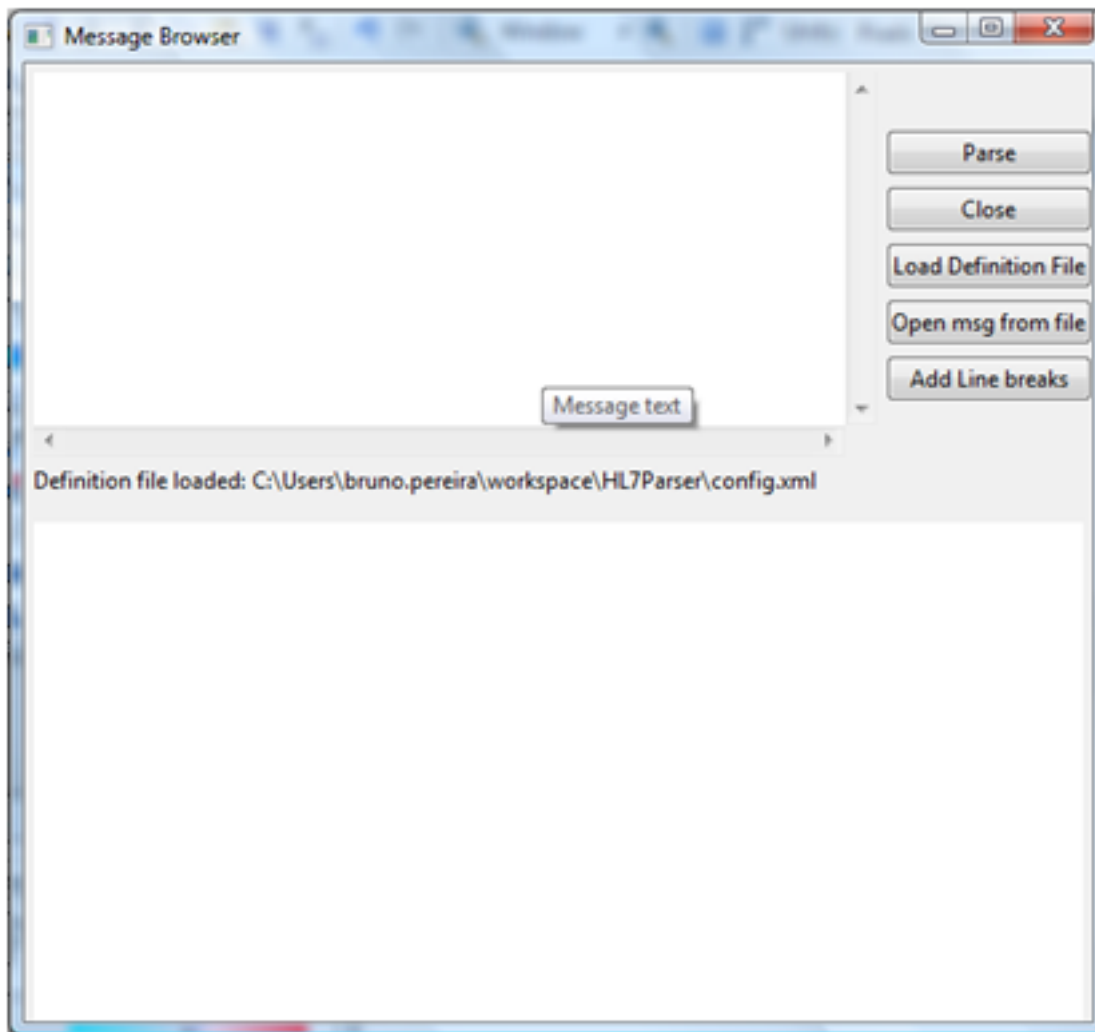 Message Browser
Window
Parse
Close
Load Definition File
Open msg from file
Add Line breaks
Message text
Definition file loaded: C:\Users\bruno.pereira\workspace\HL7Parser\config.xml